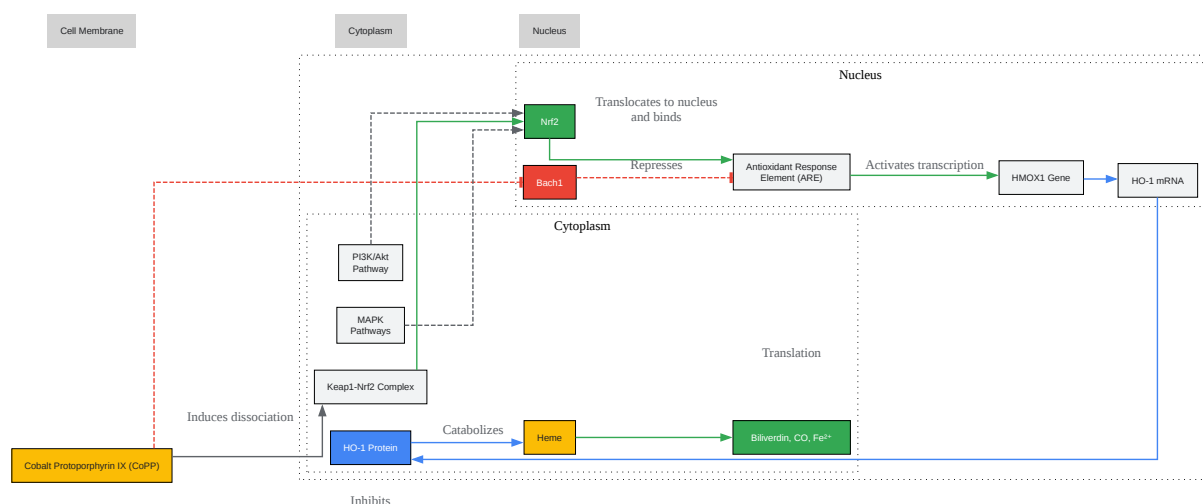 Cell Membrane
Cytoplasm
Nucleus
Nucleus
Translocates to nucleus
and binds
Nrf2
Represses
Bach1
Antioxidant Response
Element (ARE)
Activates transcription
HMOX1 Gene
HO-1 mRNA
Cytoplasm
PI3K/Akt
Pathway
MAPK
Pathways
Translation
Keap1-Nrf2 Complex
Induces dissociation
Catabolizes
HO-1 Protein
Heme
Biliverdin, CO, Fe²⁺
Cobalt Protoporphyrin IX (CoPP)
Inhibits